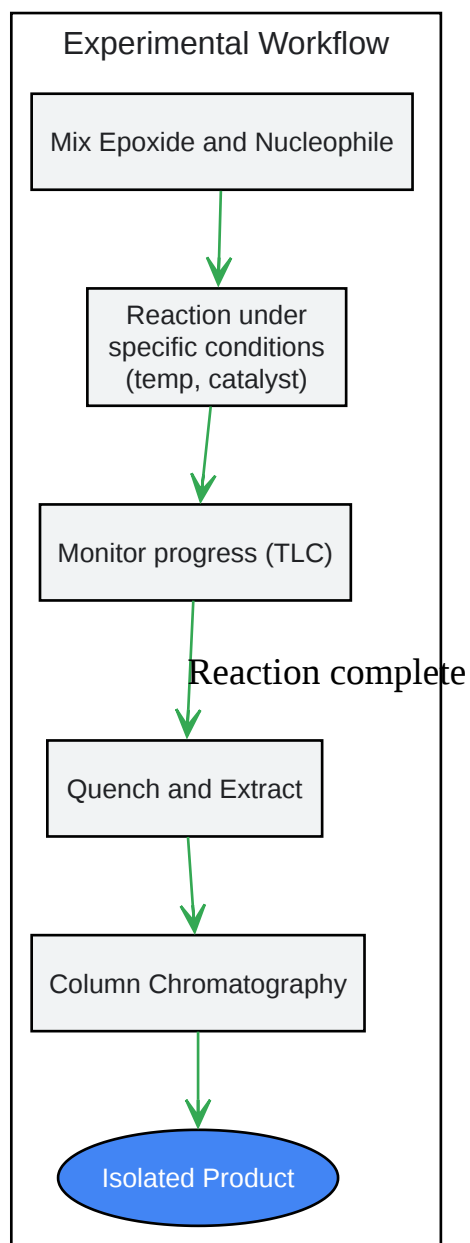 Experimental Workflow
Mix Epoxide and Nucleophile
Reaction under
specific conditions
(temp, catalyst)
Monitor progress (TLC)
Reaction complete
Quench and Extract
Column Chromatography
Isolated Product